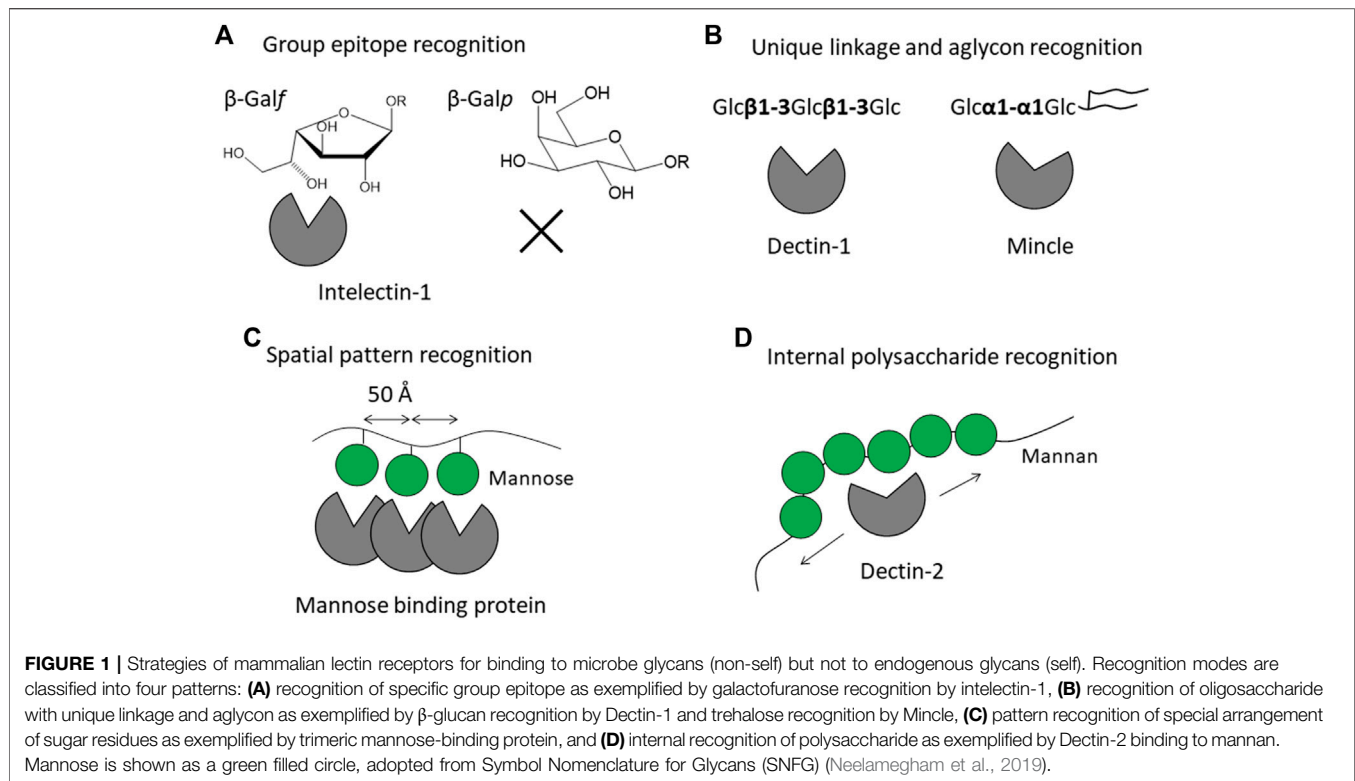 A
Group epitope recognition
β-Galf
β-Galp
OR
O
OH
HO
OH
OH
OH
OH
O
HO
OR
OH
Intelectin-1
B
Unique linkage and aglycon recognition
Glcβ1-3Glcβ1-3Glc
Glcα1-α1Glc
Dectin-1
Mincle
C
Spatial pattern recognition
50 Å
Mannose
Mannose binding protein
D
Internal polysaccharide recognition
Mannan
Dectin-2
FIGURE 1 | Strategies of mammalian lectin receptors for binding to microbe glycans (non-self) but not to endogenous glycans (self). Recognition modes are
classified into four patterns: (A) recognition of specific group epitope as exemplified by galactofuranose recognition by intelectin-1, (B) recognition of oligosaccharide
with unique linkage and aglycon as exemplified by β-glucan recognition by Dectin-1 and trehalose recognition by Mincle, (C) pattern recognition of special arrangement
of sugar residues as exemplified by trimeric mannose-binding protein, and (D) internal recognition of polysaccharide as exemplified by Dectin-2 binding to mannan.
Mannose is shown as a green filled circle, adopted from Symbol Nomenclature for Glycans (SNFG) (Neelamegham et al., 2019).